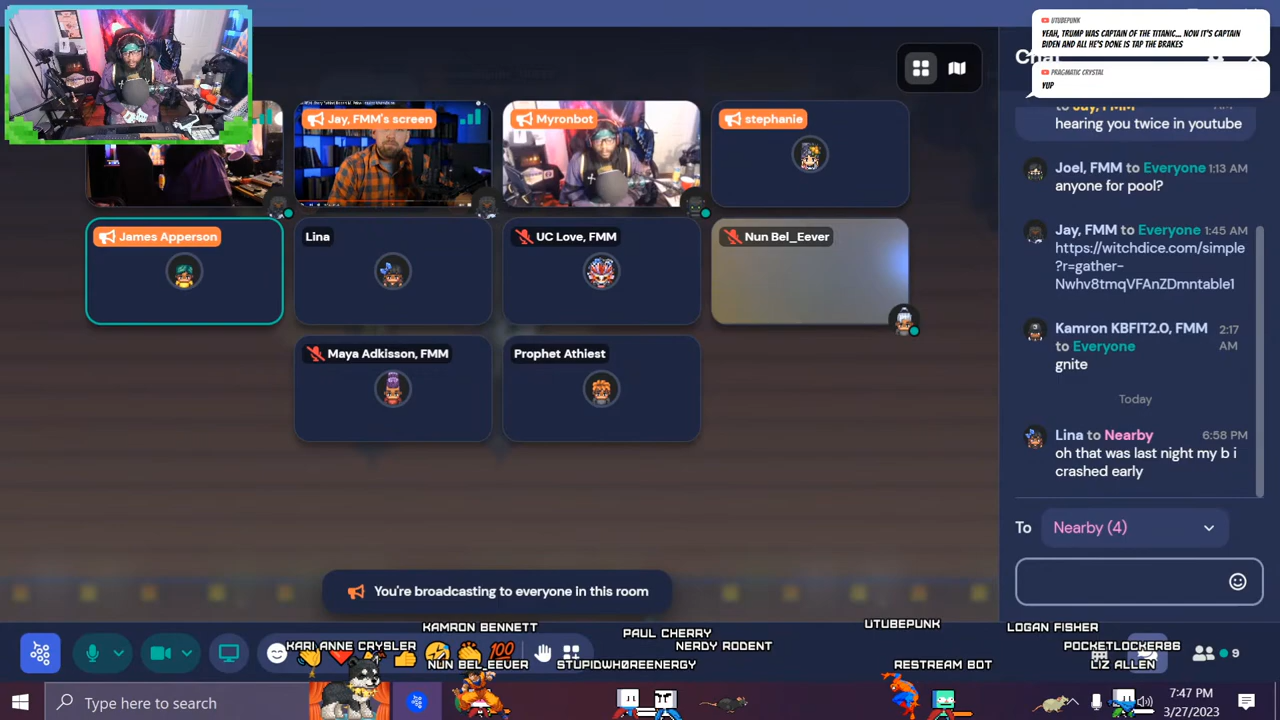 UTUBEPUNK
YEAH, TRUMP WAS CAPTAIN OF THE TITANIC... NOW IT'S CAPTAIN
BIDEN AND ALL HE'S DONE IS TAP THE BRAKES
PRAGMATIC CRYSTAL
YUP
to Jay, FMM
hearing you twice in youtube
Joel, FMM to Everyone 1:13 AM
anyone for pool?
Jay, FMM to Everyone 1:45 AM
https://witchdice.com/simple
?r=gather-
Nwhv8tmqVFAnZDmntable1
Kamron KBFIT2.0, FMM 2:17
to Everyone AM
gnite
Today
Lina to Nearby 6:58 PM
oh that was last night my b i
crashed early
To Nearby (4)
Jay, FMM's screen
Myronbot
stephanie
James Apperson
Lina
UC Love, FMM
Nun Bel_Eever
Maya Adkisson, FMM
Prophet Athiest
You're broadcasting to everyone in this room
KARI ANNE CRYSLER
KAMRON BENNETT
NUN BEL_EEVER
PAUL CHERRY
NERDY RODENT
STUPIDWHØREENERGY
UTUBEPUNK
RESTREAM BOT
LOGAN FISHER
POCKETLOCKER86
LIZ ALLEN
100
9
Type here to search
7:47 PM
3/27/2023